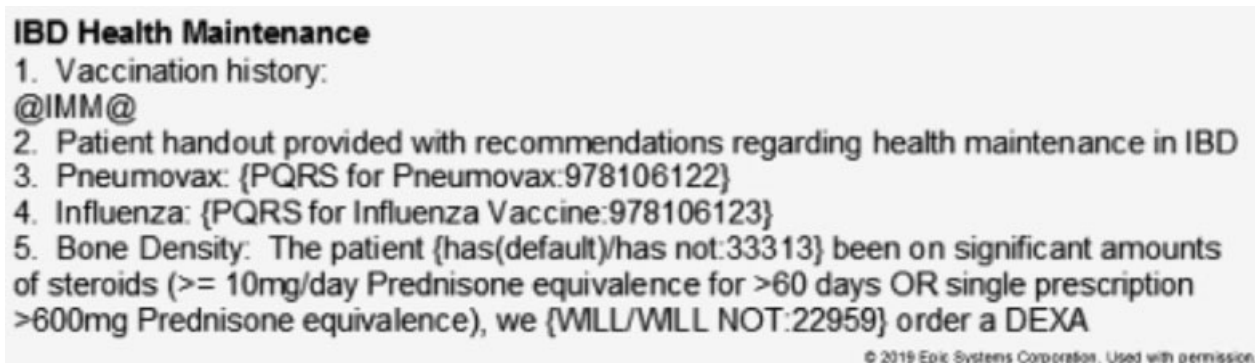 IBD Health Maintenance
1. Vaccination history:
@IMM@
2. Patient handout provided with recommendations regarding health maintenance in IBD
3. Pneumovax: {PQRS for Pneumovax:978106122}
4. Influenza: {PQRS for Influenza Vaccine:978106123}
5. Bone Density: The patient {has(default)/has not:33313} been on significant amounts
of steroids (>= 10mg/day Prednisone equivalence for >60 days OR single prescription
>600mg Prednisone equivalence), we {WILL/WILL NOT:22959} order a DEXA
© 2019 Epic Systems Corporation. Used with permission